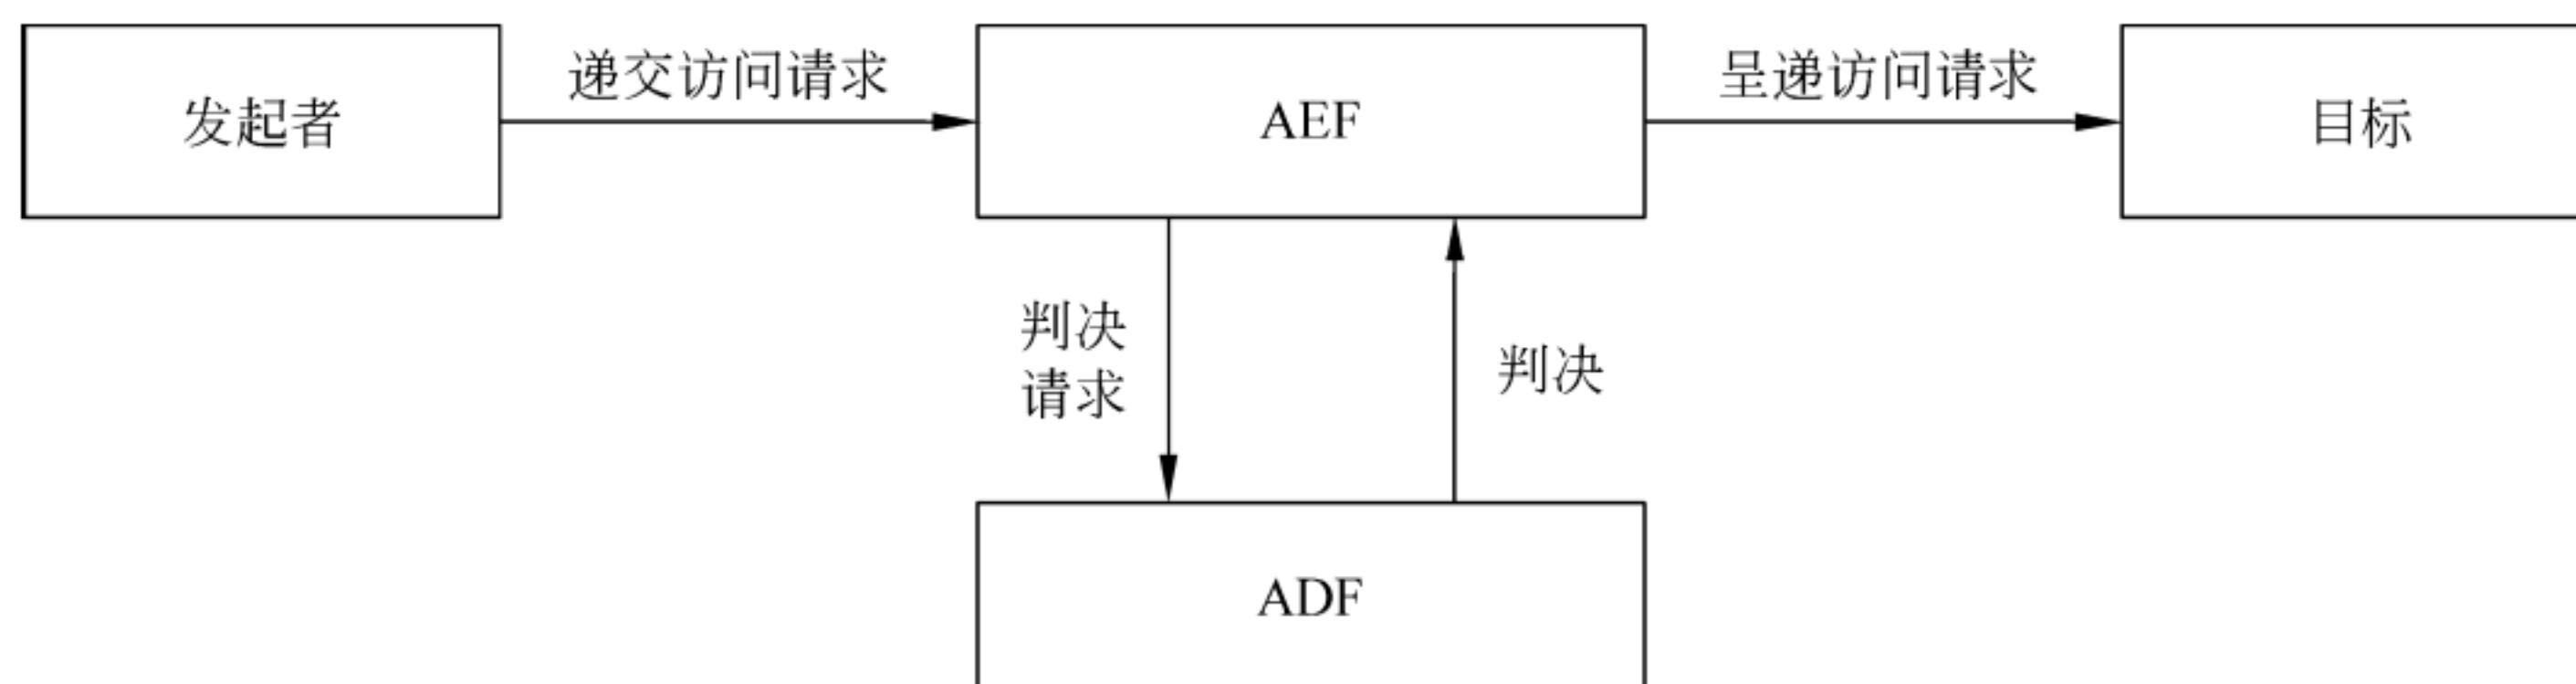 发起者
递交访问请求
AEF
呈递访问请求
目标
判决
请求
判决
ADF